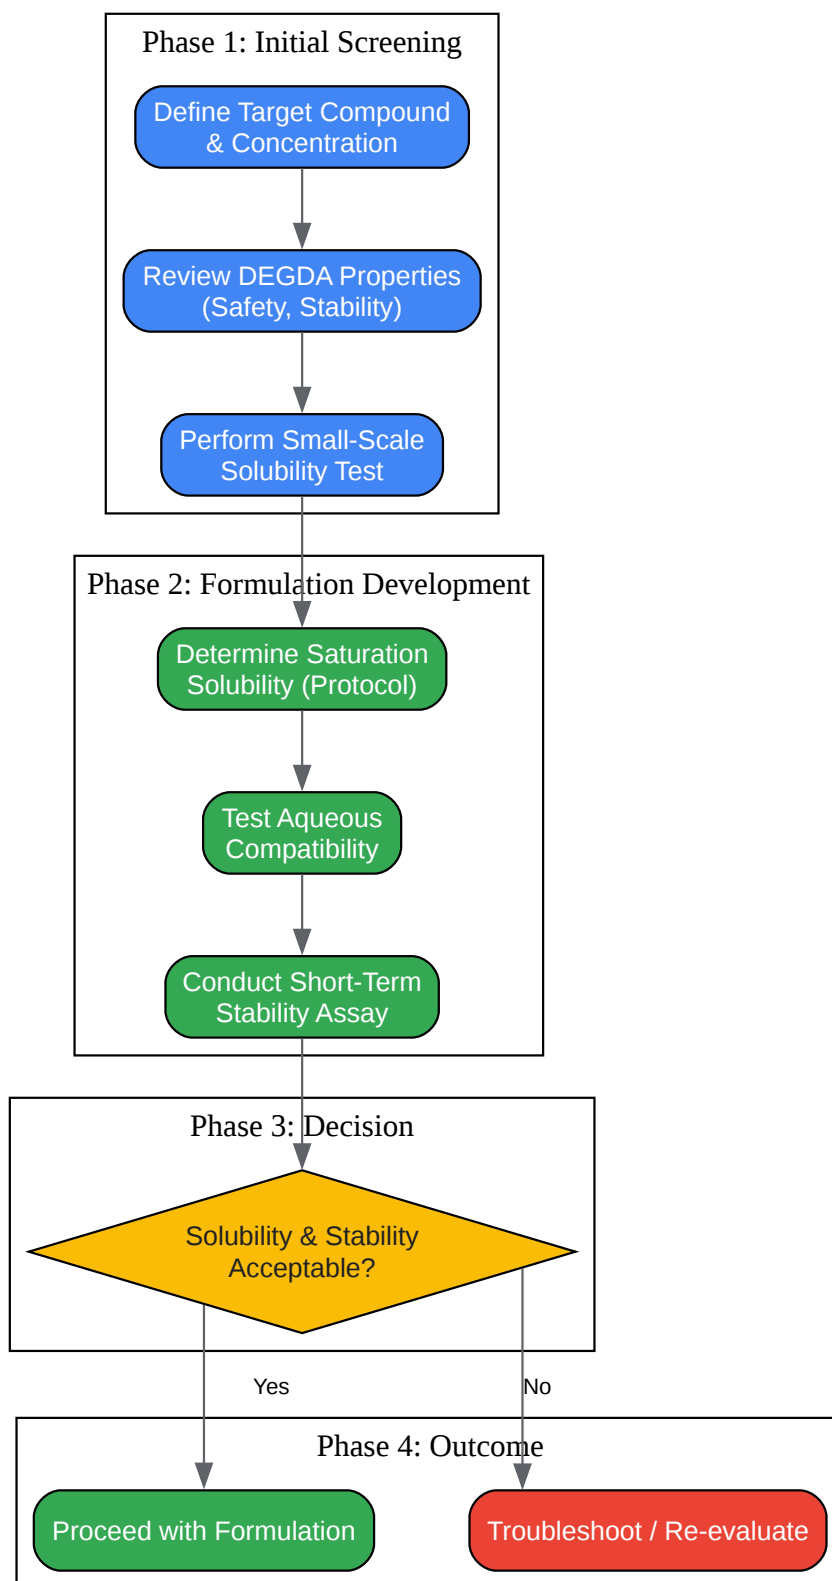 Phase 1: Initial Screening
Define Target Compound
& Concentration
Review DEGDA Properties
(Safety, Stability)
Perform Small-Scale
Solubility Test
Phase 2: Formulation Development
Determine Saturation
Solubility (Protocol)
Test Aqueous
Compatibility
Conduct Short-Term
Stability Assay
Phase 3: Decision
Solubility & Stability
Acceptable?
Yes
No
Phase 4: Outcome
Proceed with Formulation
Troubleshoot / Re-evaluate